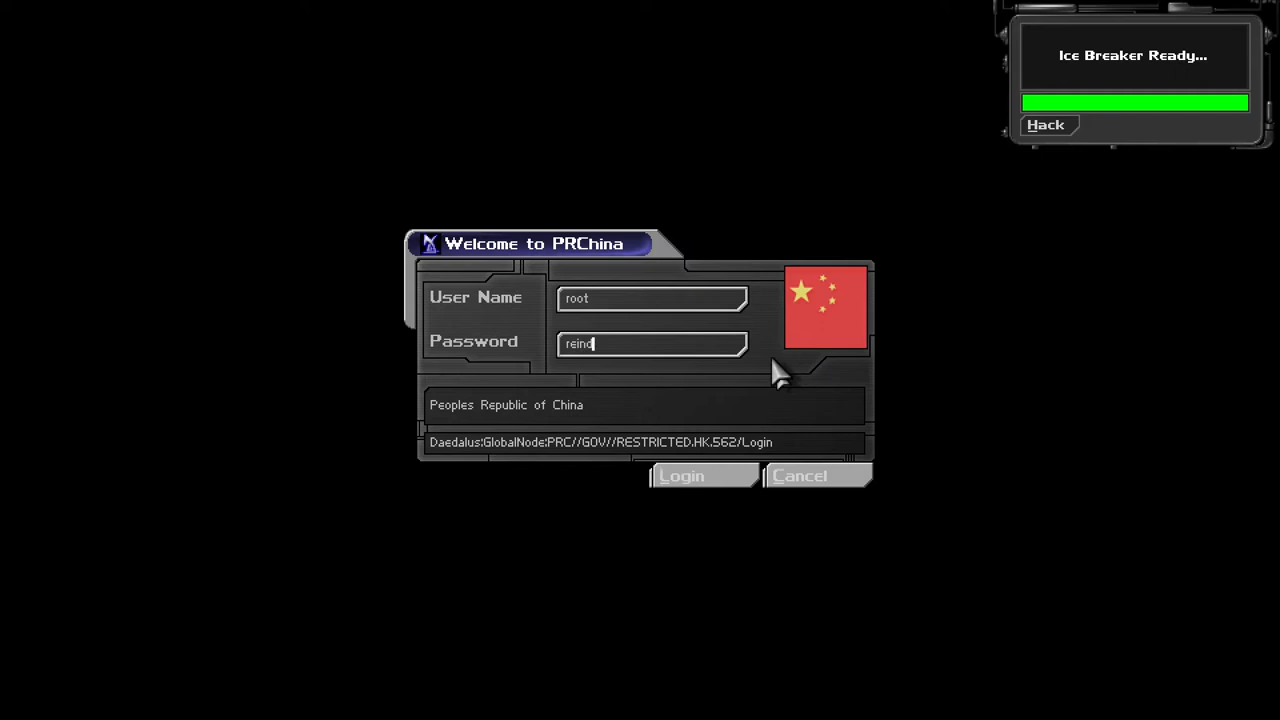 Ice Breaker Ready...
Hack
Welcome to PRChina
User Name
root
Password
reind
Peoples Republic of China
Daedalus:GlobalNode:PRC//GOV//RESTRICTED.HK.562/Login
Login
Cancel